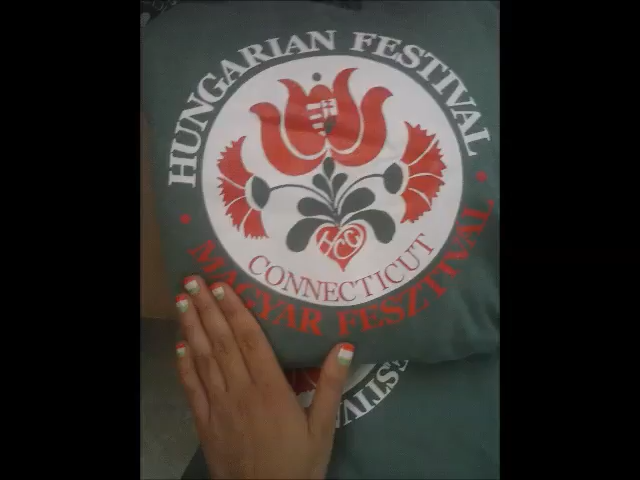 HUNGARIAN FESTIVAL
HCC
CONNECTICUT
MAGYAR FESZTIVAL